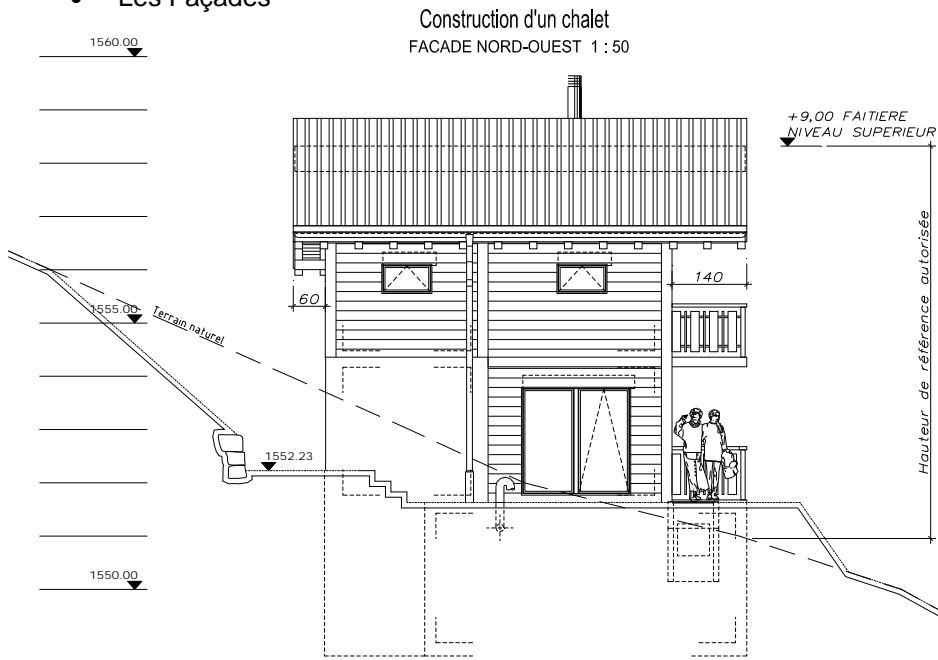 • Les Façades
Construction d'un chalet
FACADE NORD-OUEST 1 : 50
1560.00
+9,00 FAITIERE
NIVEAU SUPERIEUR
Hauteur de référence autorisée
140
60
1555.00
Terrain naturel
1552.23
1550.00